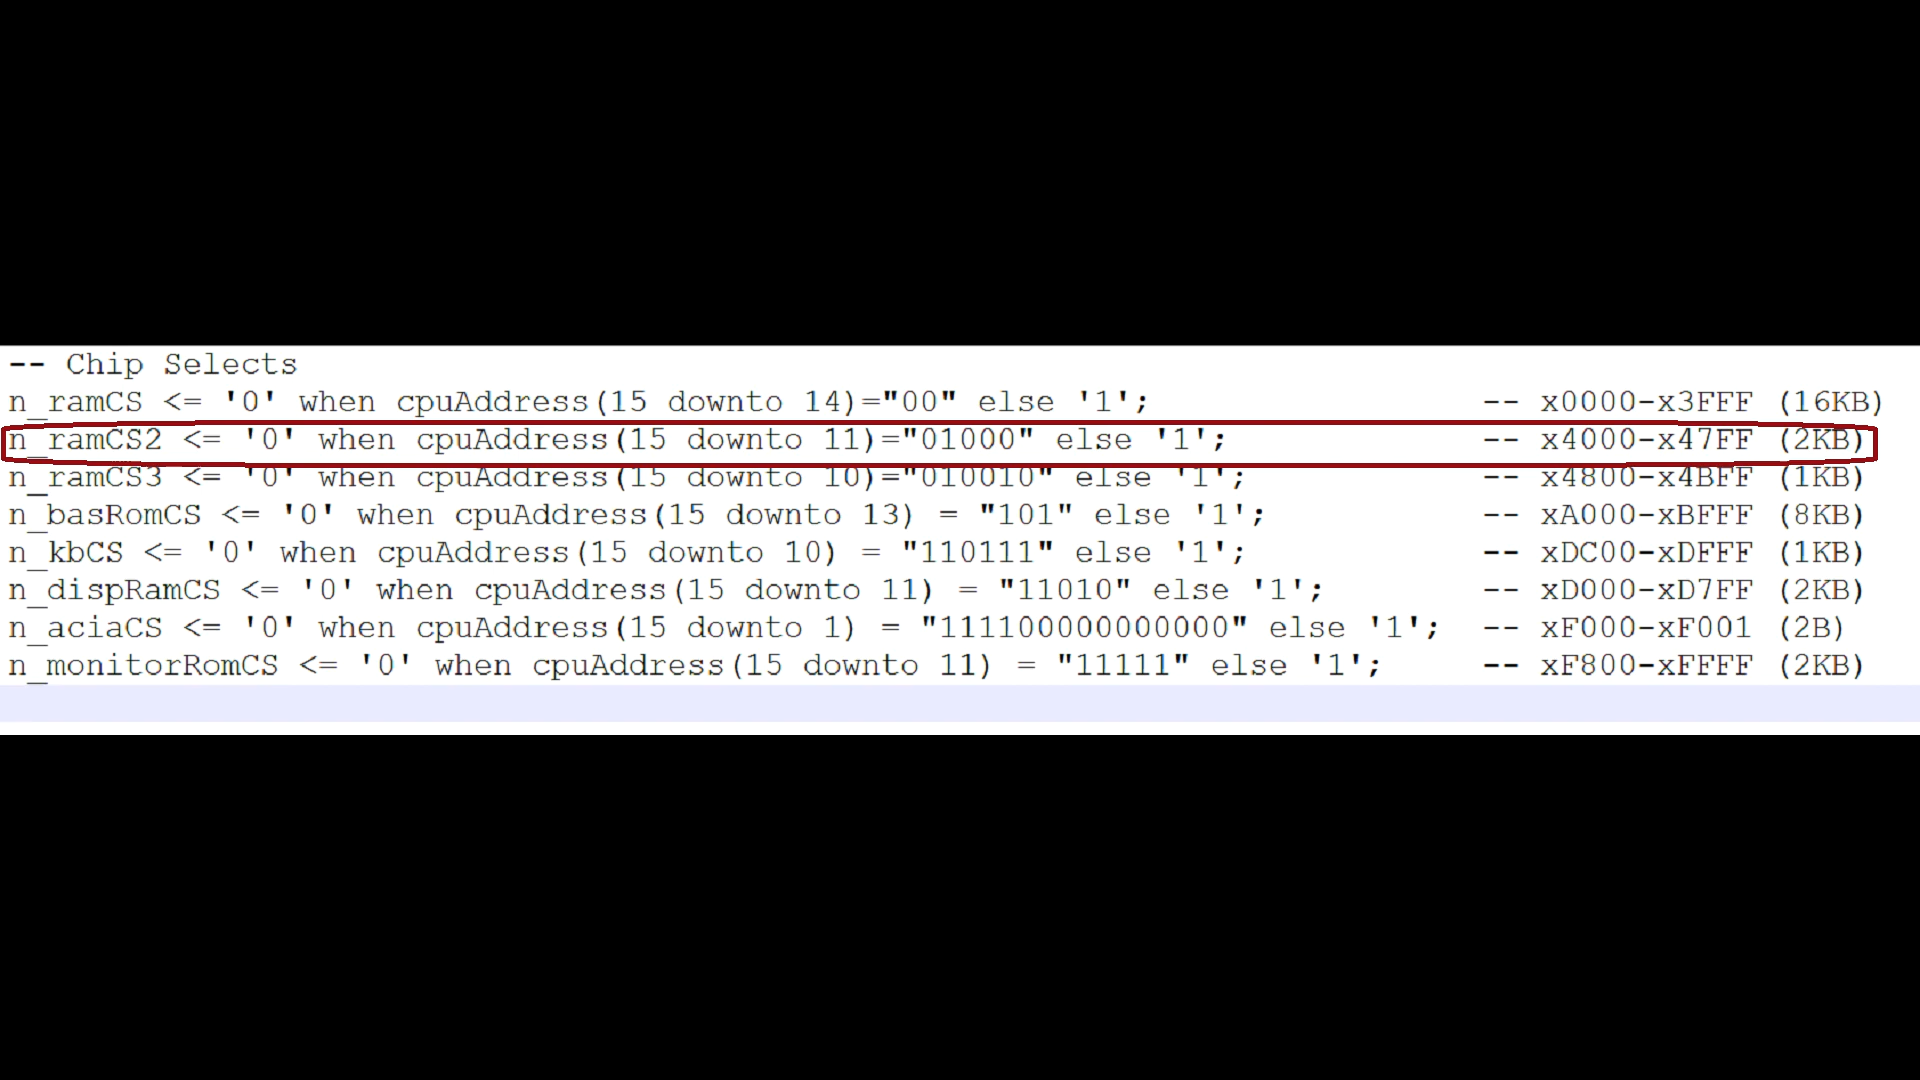 -- Chip Selects
n_ramCS <= '0' when cpuAddress(15 downto 14)="00" else '1'; -- x0000-x3FFF (16KB)
n_ramCS2 <= '0' when cpuAddress(15 downto 11)="01000" else '1'; -- x4000-x47FF (2KB)
n_ramCS3 <= '0' when cpuAddress(15 downto 10)="010010" else '1'; -- x4800-x4BFF (1KB)
n_basRomCS <= '0' when cpuAddress(15 downto 13) = "101" else '1'; -- xA000-xBFFF (8KB)
n_kbCS <= '0' when cpuAddress(15 downto 10) = "110111" else '1'; -- xDC00-xDFFF (1KB)
n_dispRamCS <= '0' when cpuAddress(15 downto 11) = "11010" else '1'; -- xD000-xD7FF (2KB)
n_aciaCS <= '0' when cpuAddress(15 downto 1) = "111100000000000" else '1'; -- xF000-xF001 (2B)
n_monitorRomCS <= '0' when cpuAddress(15 downto 11) = "11111" else '1'; -- xF800-xFFFF (2KB)